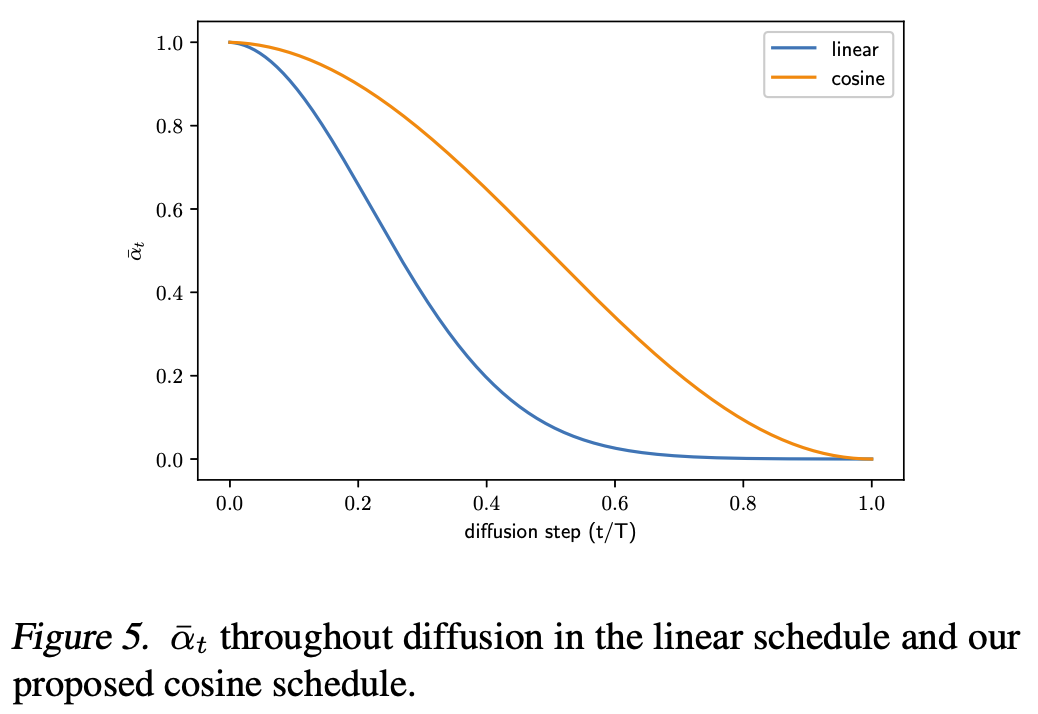 1.0
0.8
0.6
0.4
0.2
0.0
ᾱt
linear
cosine
0.0 0.2 0.4 0.6 0.8 1.0
diffusion step (t/T)
Figure 5. ᾱt throughout diffusion in the linear schedule and our
proposed cosine schedule.